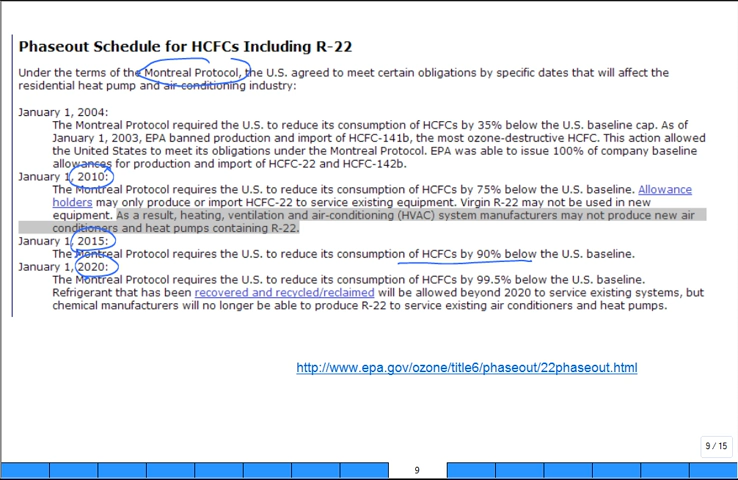 Phaseout Schedule for HCFCs Including R-22
Under the terms of the Montreal Protocol, the U.S. agreed to meet certain obligations by specific dates that will affect the
residential heat pump and air-conditioning industry:
January 1, 2004:
The Montreal Protocol required the U.S. to reduce its consumption of HCFCs by 35% below the U.S. baseline cap. As of
January 1, 2003, EPA banned production and import of HCFC-141b, the most ozone-destructive HCFC. This action allowed
the United States to meet its obligations under the Montreal Protocol. EPA was able to issue 100% of company baseline
allowances for production and import of HCFC-22 and HCFC-142b.
January 1, 2010:
The Montreal Protocol requires the U.S. to reduce its consumption of HCFCs by 75% below the U.S. baseline. Allowance
holders may only produce or import HCFC-22 to service existing equipment. Virgin R-22 may not be used in new
equipment. As a result, heating, ventilation and air-conditioning (HVAC) system manufacturers may not produce new air
conditioners and heat pumps containing R-22.
January 1, 2015:
The Montreal Protocol requires the U.S. to reduce its consumption of HCFCs by 90% below the U.S. baseline.
January 1, 2020:
The Montreal Protocol requires the U.S. to reduce its consumption of HCFCs by 99.5% below the U.S. baseline.
Refrigerant that has been recovered and recycled/reclaimed will be allowed beyond 2020 to service existing systems, but
chemical manufacturers will no longer be able to produce R-22 to service existing air conditioners and heat pumps.
http://www.epa.gov/ozone/title6/phaseout/22phaseout.html
9 / 15
9